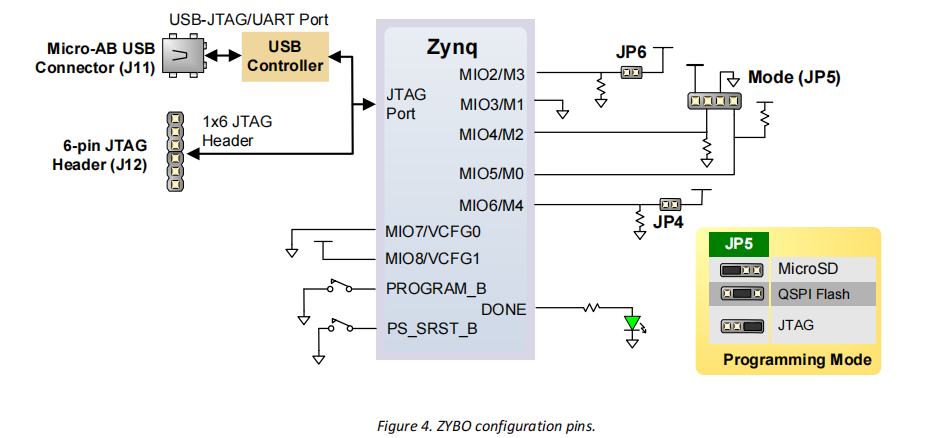 USB-JTAG/UART Port
Micro-AB USB
Connector (J11)
USB
Controller
1x6 JTAG
Header
6-pin JTAG
Header (J12)
Zynq
JTAG
Port
MIO2/M3
MIO3/M1
MIO4/M2
MIO5/M0
MIO6/M4
MIO7/VCFG0
MIO8/VCFG1
PROGRAM_B
DONE
PS_SRST_B
JP6
Mode (JP5)
JP4
JP5
MicroSD
QSPI Flash
JTAG
Programming Mode
Figure 4. ZYBO configuration pins.